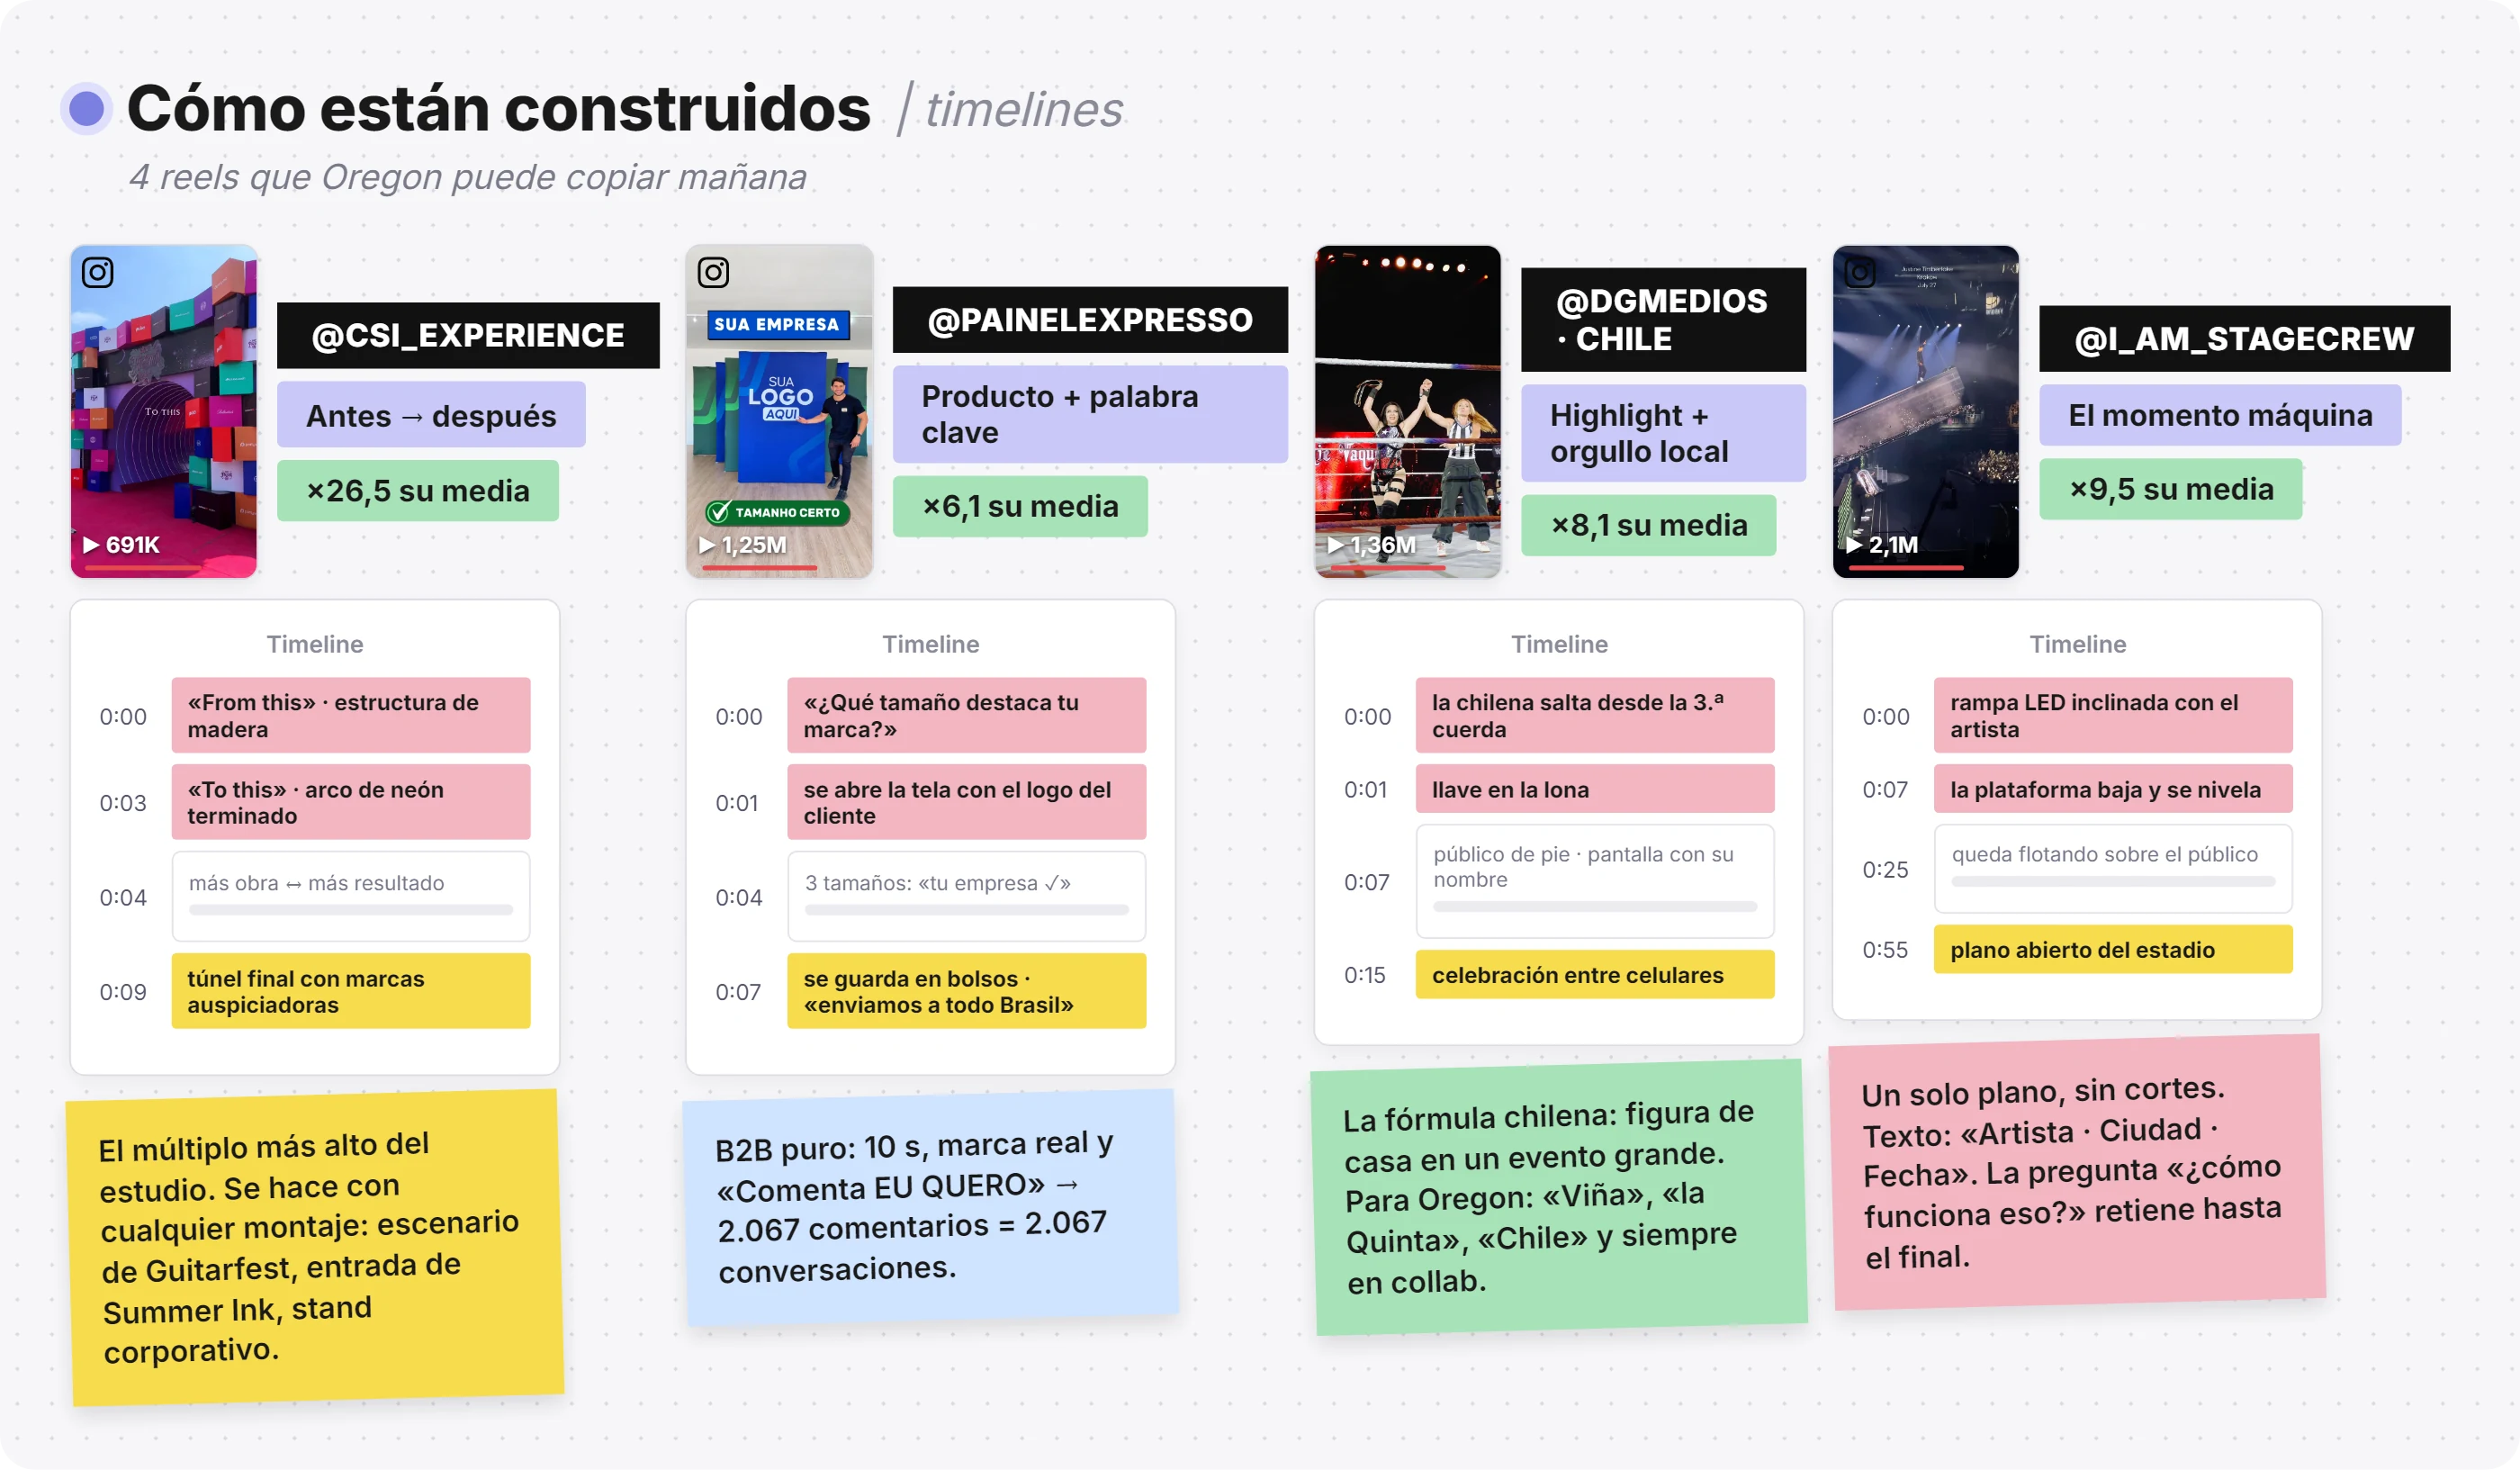 Cómo están construidos | timelines
4 reels que Oregon puede copiar mañana
To this
▶ 691K
@CSI_EXPERIENCE
Antes → después
×26,5 su media
Timeline
0:00 «From this» · estructura de
madera
0:03 «To this» · arco de neón
terminado
0:04 más obra ↔ más resultado
0:09 túnel final con marcas
auspiciadoras
El múltiplo más alto del
estudio. Se hace con
cualquier montaje: escenario
de Guitarfest, entrada de
Summer Ink, stand
corporativo.
SUA EMPRESA
SUA
LOGO
AQUI
TAMANHO CERTO
▶ 1,25M
@PAINELEXPRESSO
Producto + palabra
clave
×6,1 su media
Timeline
0:00 «¿Qué tamaño destaca tu
marca?»
0:01 se abre la tela con el logo del
cliente
0:04 3 tamaños: «tu empresa ✓»
0:07 se guarda en bolsos ·
«enviamos a todo Brasil»
B2B puro: 10 s, marca real y
«Comenta EU QUERO» →
2.067 comentarios = 2.067
conversaciones.
▶ 1,36M
@DGMEDIOS
· CHILE
Highlight +
orgullo local
×8,1 su media
Timeline
0:00 la chilena salta desde la 3.ª
cuerda
0:01 llave en la lona
0:07 público de pie · pantalla con su
nombre
0:15 celebración entre celulares
La fórmula chilena: figura de
casa en un evento grande.
Para Oregon: «Viña», «la
Quinta», «Chile» y siempre
en collab.
Justine Timberlake
Krakow
July 27
▶ 2,1M
@I_AM_STAGECREW
El momento máquina
×9,5 su media
Timeline
0:00 rampa LED inclinada con el
artista
0:07 la plataforma baja y se nivela
0:25 queda flotando sobre el público
0:55 plano abierto del estadio
Un solo plano, sin cortes.
Texto: «Artista · Ciudad ·
Fecha». La pregunta «¿cómo
funciona eso?» retiene hasta
el final.